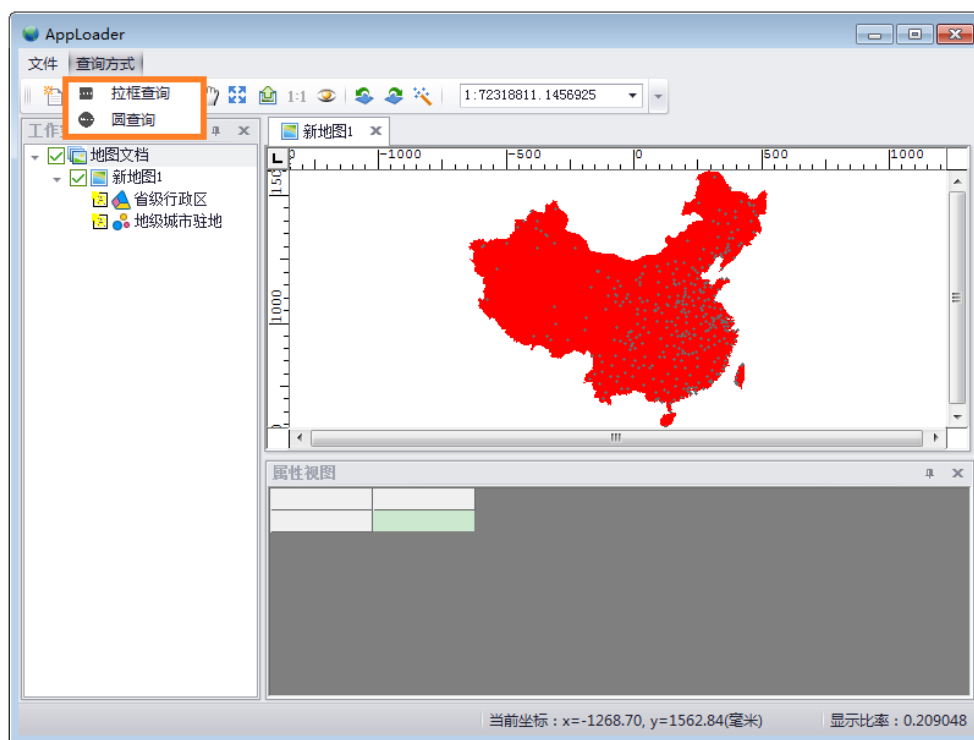 AppLoader
文件 查询方式
拉框查询
圆查询
1:1 1:72318811.1456925
工作
新地图1
地图文档
新地图1
省级行政区
地级城市驻地
-1000 -500 0 500 1000
1000
属性视图
当前坐标：x=-1268.70, y=1562.84(毫米) 显示比率：0.209048